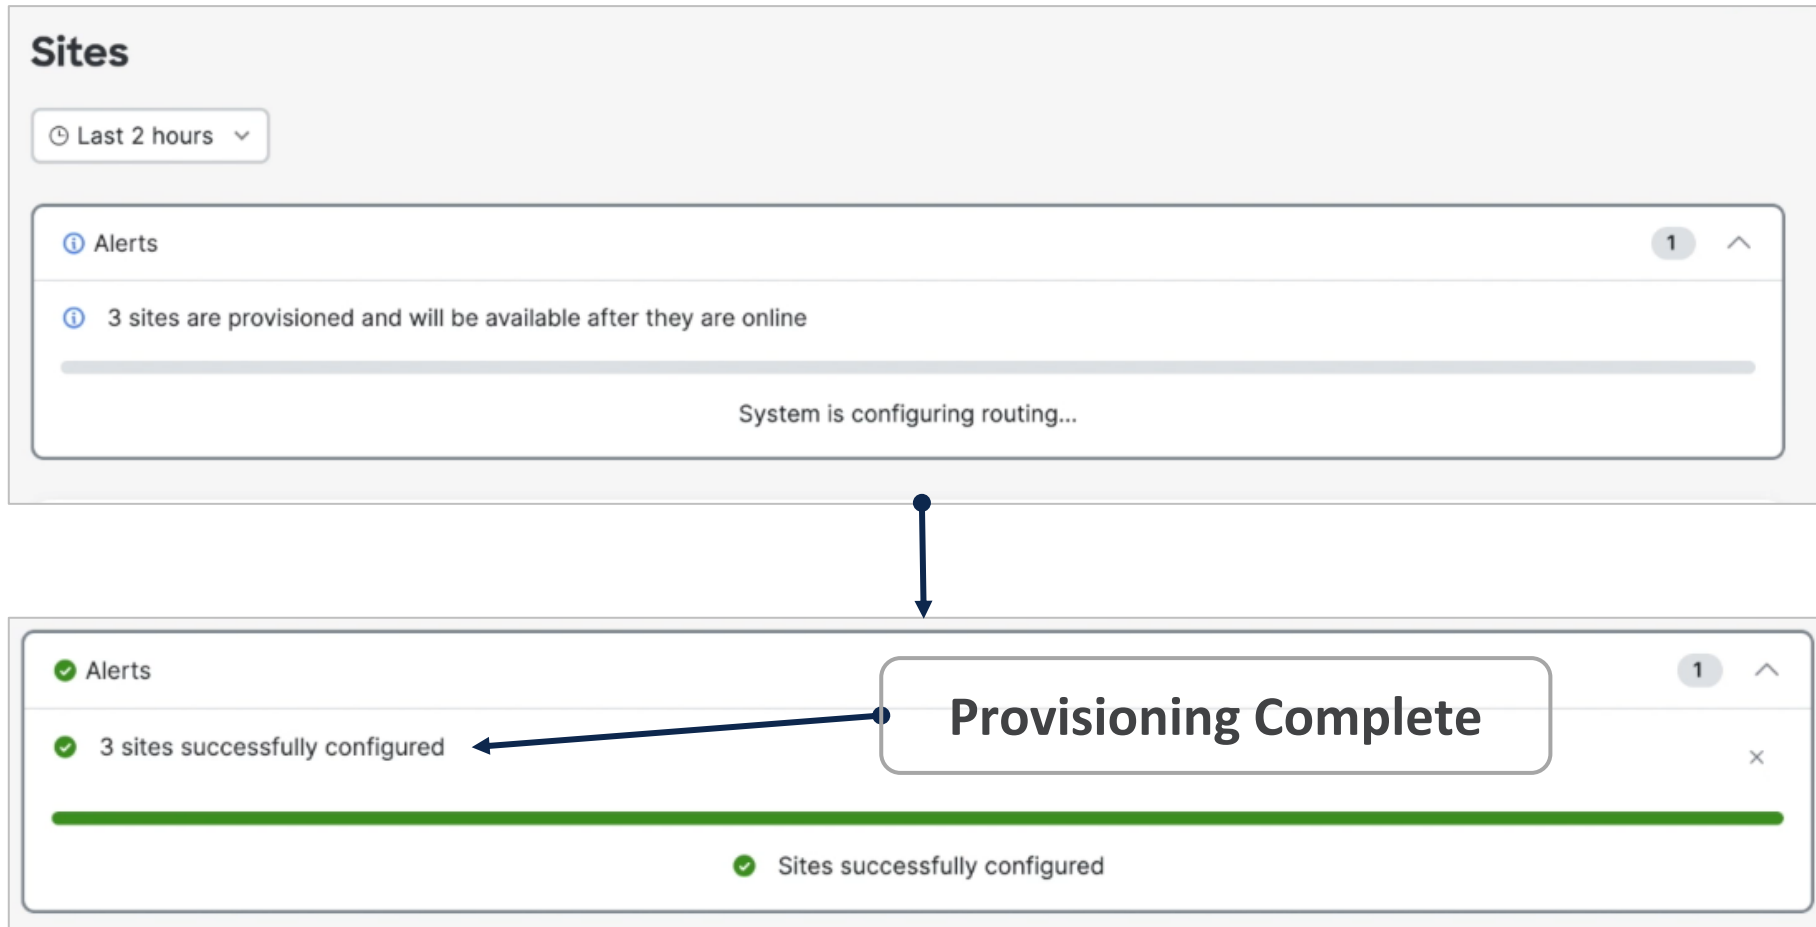 Sites
Last 2 hours
Alerts 1
3 sites are provisioned and will be available after they are online
System is configuring routing...
Alerts 1
Provisioning Complete
3 sites successfully configured
Sites successfully configured